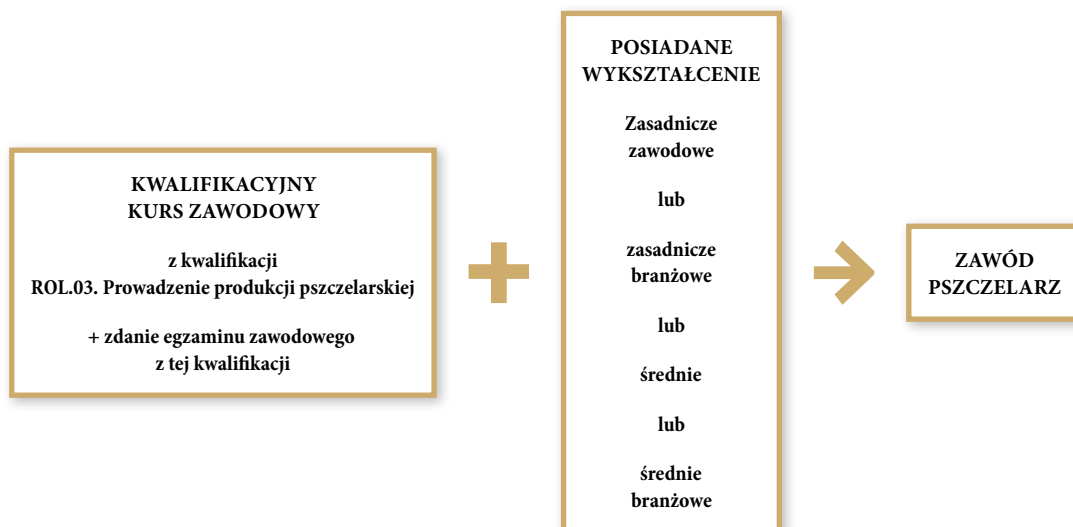 KWALIFIKACYJNY
KURS ZAWODOWY
z kwalifikacji
ROL.03. Prowadzenie produkcji pszczelarskiej
+ zdanie egzaminu zawodowego
z tej kwalifikacji
POSIADANE
WYKSZTAŁCENIE
Zasadnicze
zawodowe
lub
zasadnicze
branżowe
lub
średnie
lub
średnie
branżowe
ZAWÓD
PSZCZELARZ